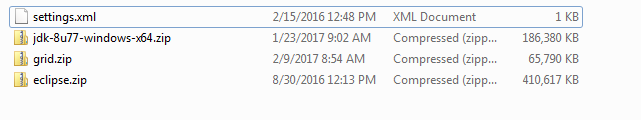 settings.xml 2/15/2016 12:48 PM XML Document 1 KB
jdk-8u77-windows-x64.zip 1/23/2017 9:02 AM Compressed (zipp... 186,380 KB
grid.zip 2/9/2017 8:54 AM Compressed (zipp... 65,790 KB
eclipse.zip 8/30/2016 12:13 PM Compressed (zipp... 410,617 KB